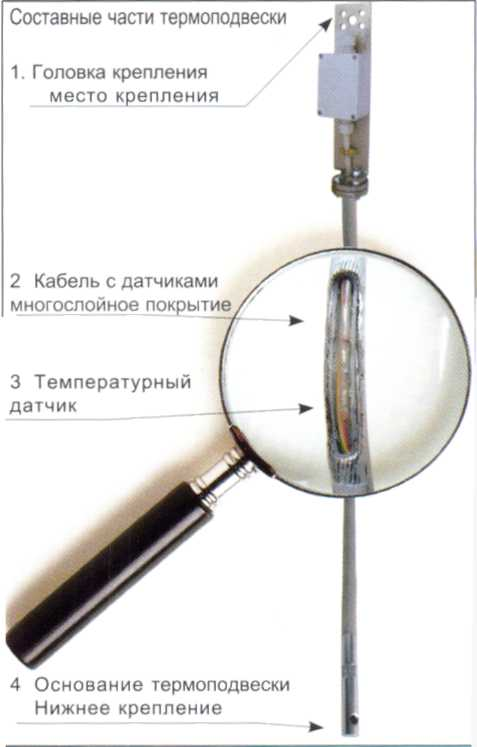 Составные части термоподвески
1. Головка крепления
место крепления
2 Кабель с датчиками
многослойное покрытие
3 Температурный
датчик
4 Основание термоподвески
Нижнее крепление